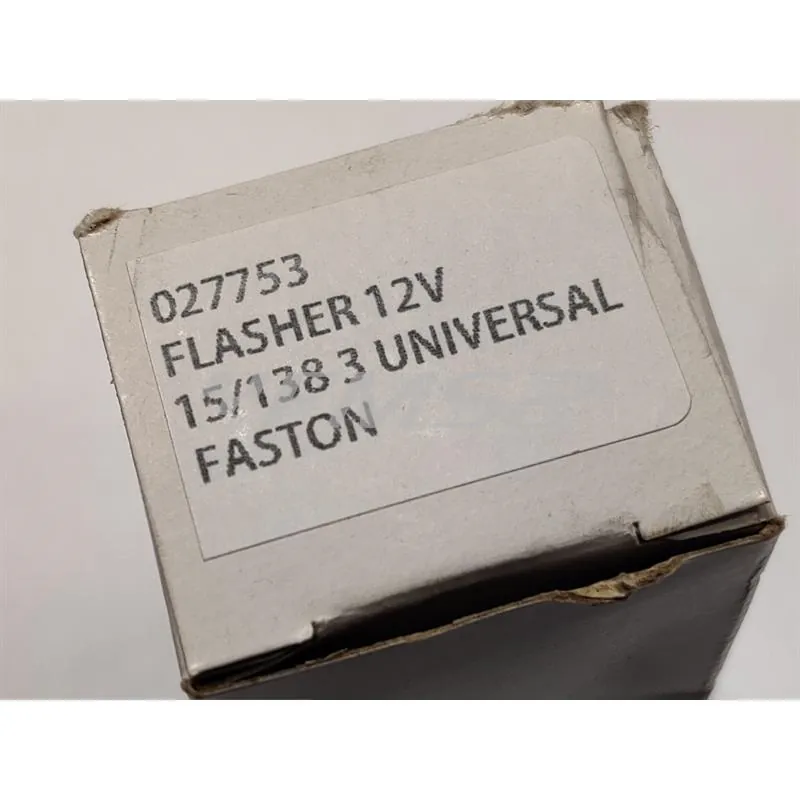 027753
FLASHER 12V
15/138 3 UNIVERSAL
FASTON